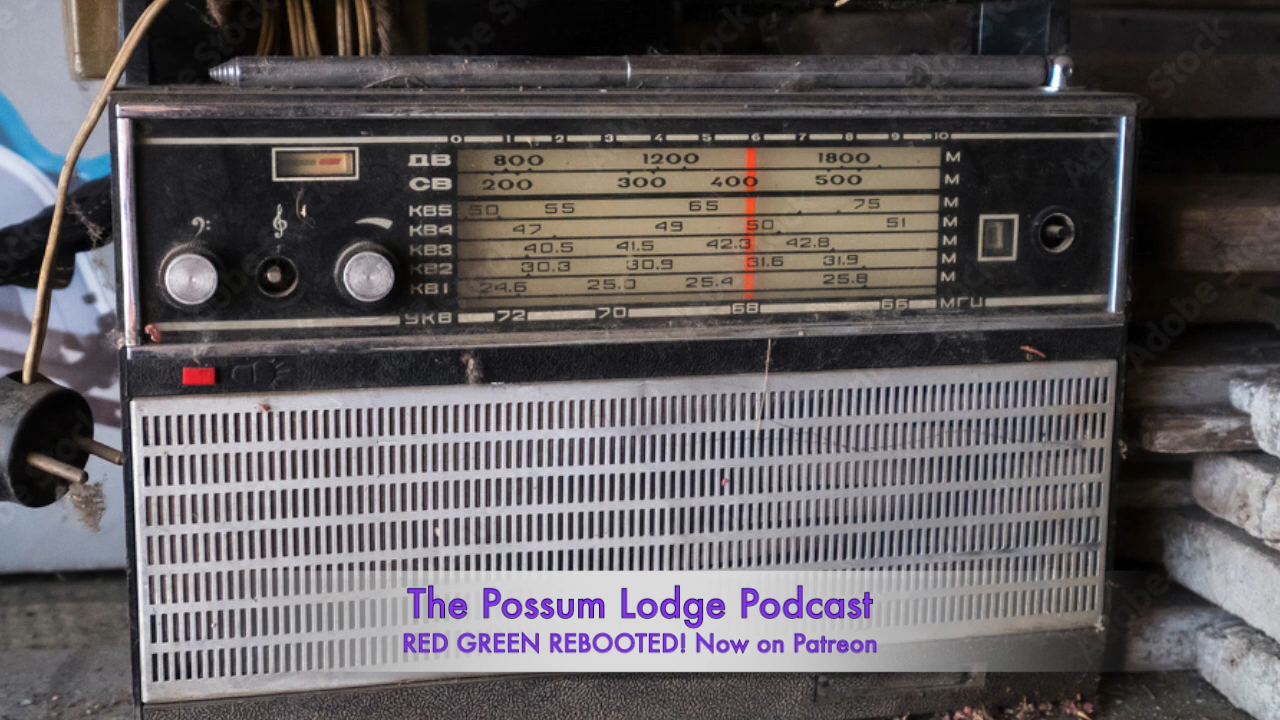 0 1 2 3 4 5 6 7 8 9 10
ДВ 800 1200 1800 М
СВ 200 300 400 500 М
КВ5 50 55 65 75 М
КВ4 47 49 50 51 М
КВ3 40.5 41.5 42.3 42.8 М
КВ2 30.3 30.9 31.6 31.9 М
КВ1 24.6 25.0 25.4 25.8 М
УКВ 72 70 68 66 МГЦ
The Possum Lodge Podcast
RED GREEN REBOOTED! Now on Patreon
Adobe Stock